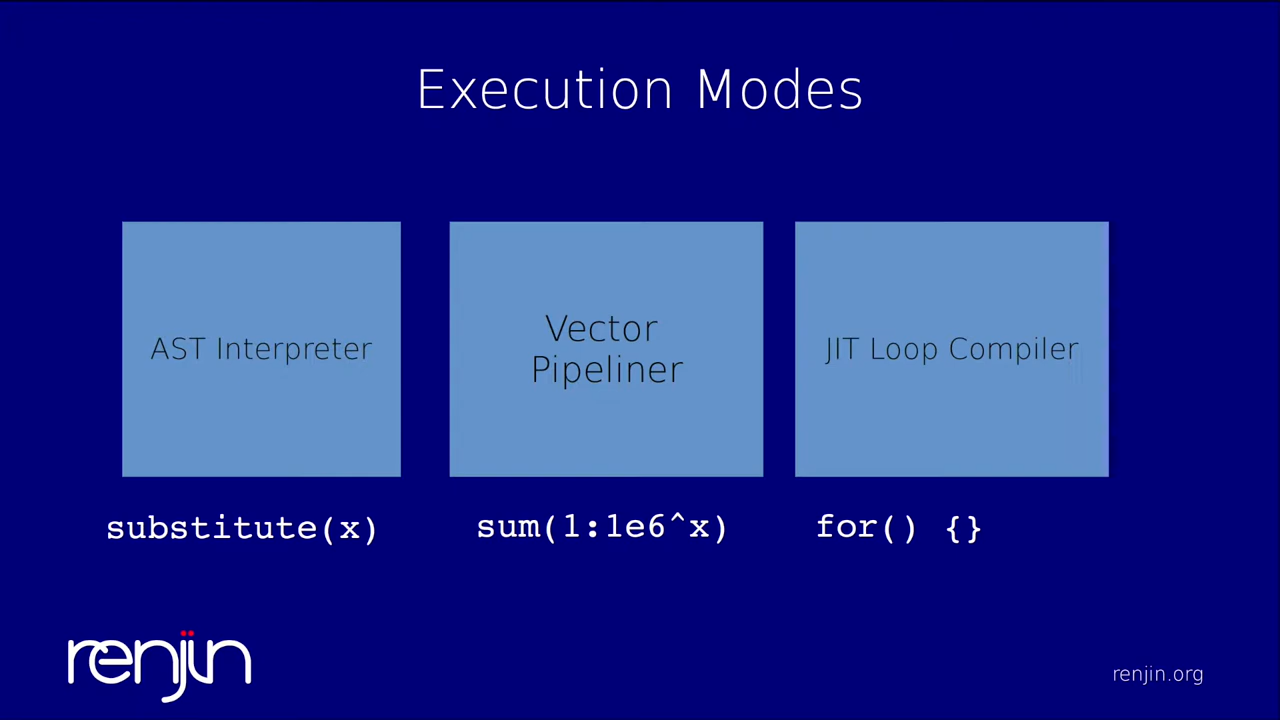 Execution Modes
AST Interpreter
Vector
Pipeliner
JIT Loop Compiler
substitute(x)
sum(1:1e6^x)
for() {}
renjin
renjin.org